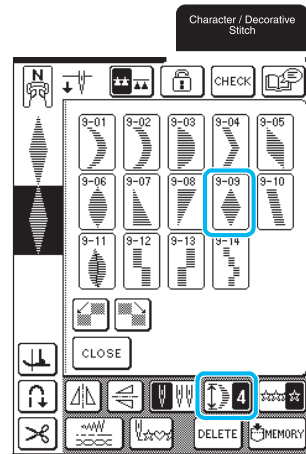 Character / Decorative
Stitch
N
CHECK
9-01 9-02 9-03 9-04 9-05
9-06 9-07 9-08 9-09 9-10
9-11 9-12 9-13 9-14
CLOSE
4
DELETE MEMORY